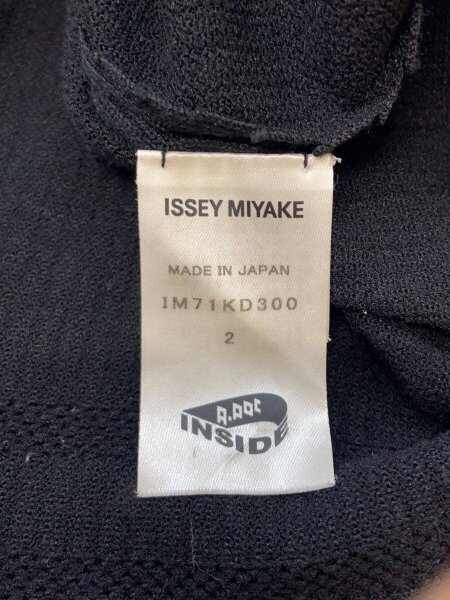 ISSEY MIYAKE
MADE IN JAPAN
IM71KD300
2
A-POC
INSIDE